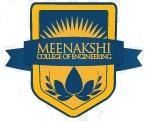 MEENAKSHI
COLLEGE OF ENGINEERING